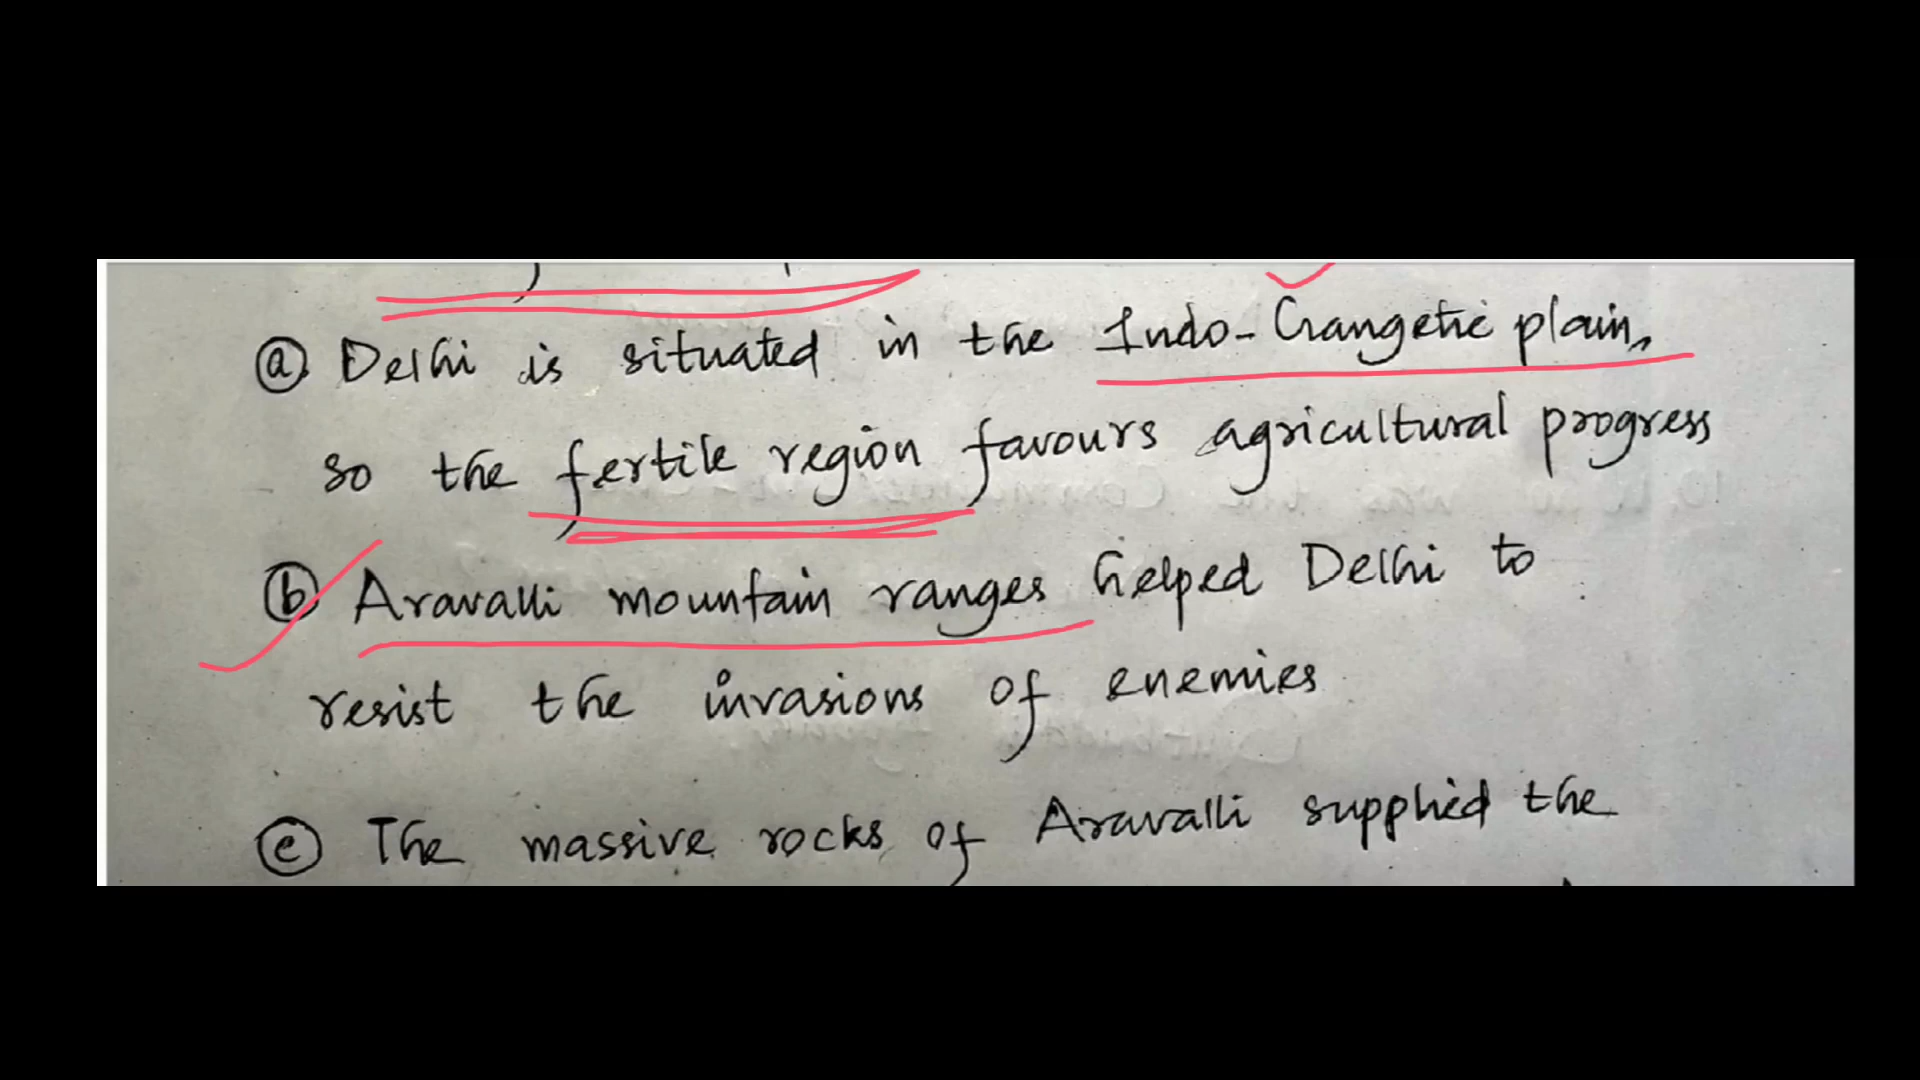 ⓐ Delhi is situated in the Indo-Gangetic plain,
so the fertile region favours agricultural progress
ⓑ Aravalli mountain ranges helped Delhi to
resist the invasions of enemies
ⓒ The massive rocks of Aravalli supplied the